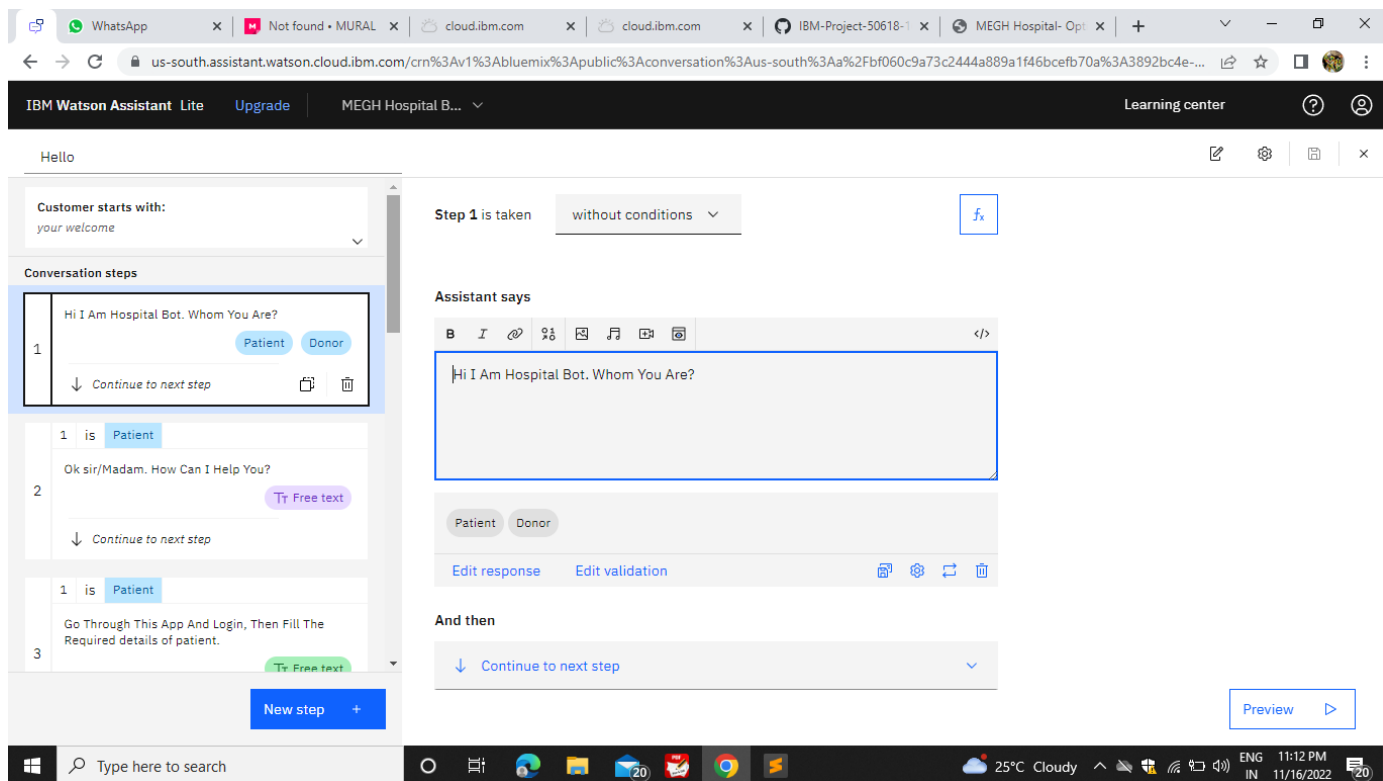 WhatsApp
Not found • MURAL
cloud.ibm.com
cloud.ibm.com
IBM-Project-50618-1
MEGH Hospital- Opt
us-south.assistant.watson.cloud.ibm.com/crn%3Av1%3Abluemix%3Apublic%3Aconversation%3Aus-south%3Aa%2Fbf060c9a73c2444a889a1f46bcefb70a%3A3892bc4e-...
IBM Watson Assistant Lite
Upgrade
MEGH Hospital B...
Learning center
Hello
Customer starts with:
your welcome
Conversation steps
1
Hi I Am Hospital Bot. Whom You Are?
Patient Donor
Continue to next step
1 is Patient
2
Ok sir/Madam. How Can I Help You?
Free text
Continue to next step
1 is Patient
3
Go Through This App And Login, Then Fill The
Required details of patient.
Free text
New step +
Step 1 is taken
without conditions
fx
Assistant says
B I </>
Hi I Am Hospital Bot. Whom You Are?
Patient Donor
Edit response
Edit validation
And then
Continue to next step
Preview
Type here to search
20
25°C Cloudy
ENG
IN
11:12 PM
11/16/2022
20